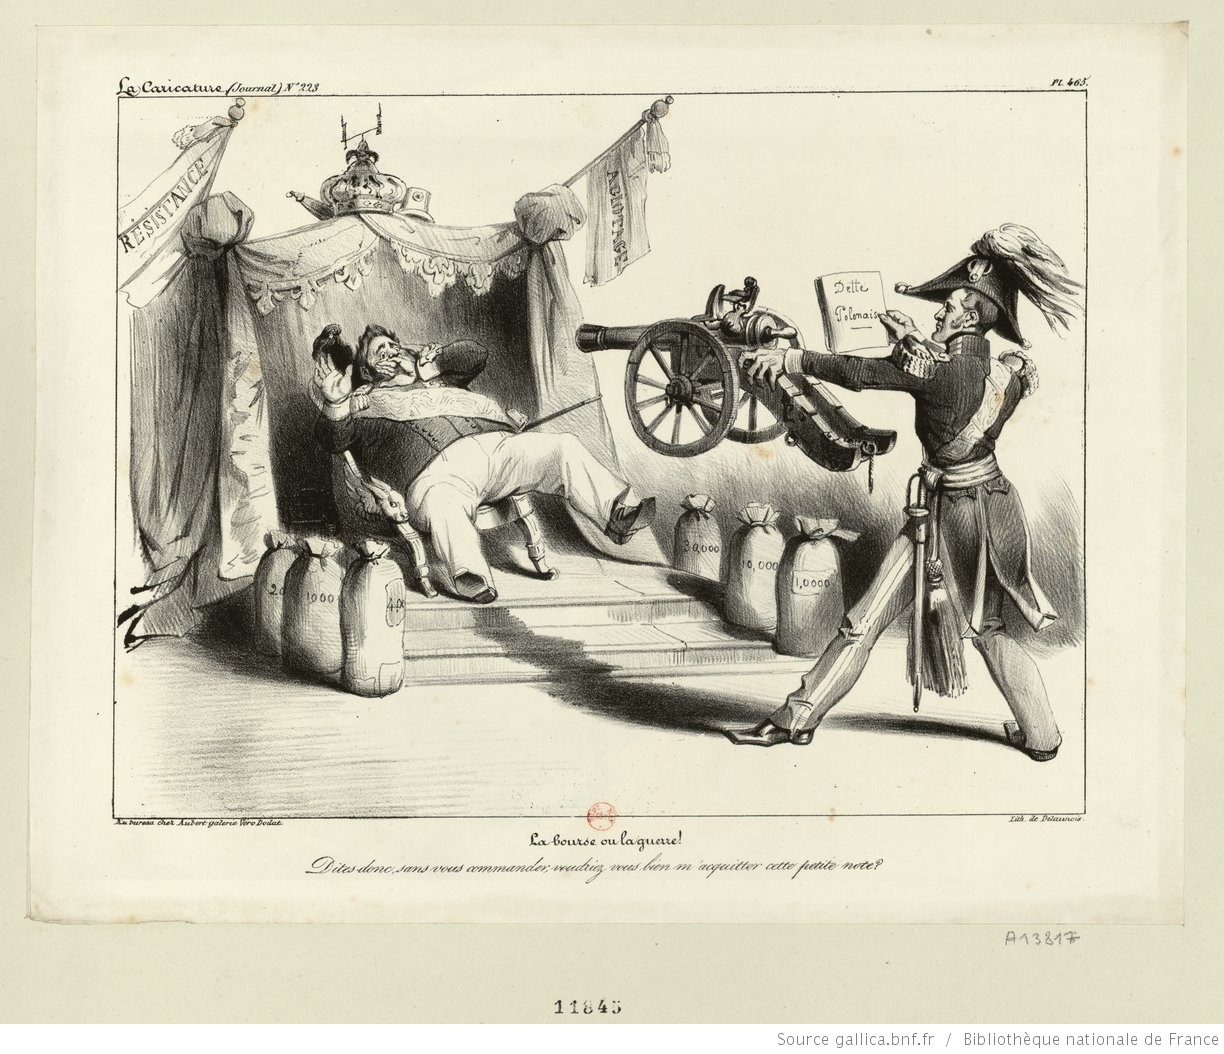 La Caricature (Journal) N° 223
Pl. 465.
RESISTANCE
AGIOTAGE
Dette
Polonaise
20
1000
400
30,000
10,000
1,0000
Au bureau chez Aubert galerie Véro Dodat.
Lith. de Delaunois.
La bourse ou la guerre!
Dites donc, sans vous commander, voudriez vous bien m'acquitter cette petite note?
A13817
11845
Source gallica.bnf.fr / Bibliothèque nationale de France